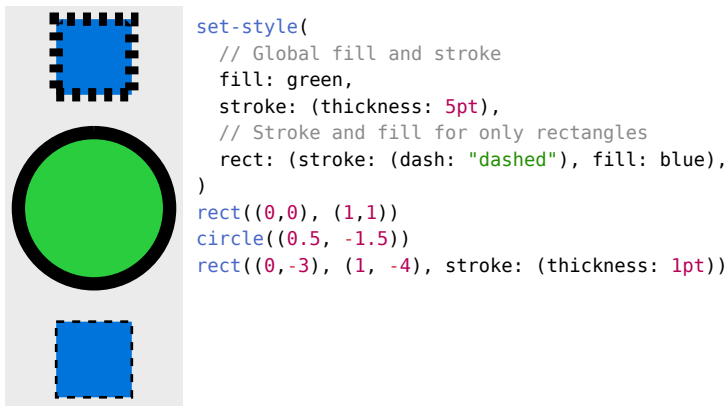 set-style(
  // Global fill and stroke
  fill: green,
  stroke: (thickness: 5pt),
  // Stroke and fill for only rectangles
  rect: (stroke: (dash: "dashed"), fill: blue),
)
rect((0,0), (1,1))
circle((0.5, -1.5))
rect((0,-3), (1, -4), stroke: (thickness: 1pt))